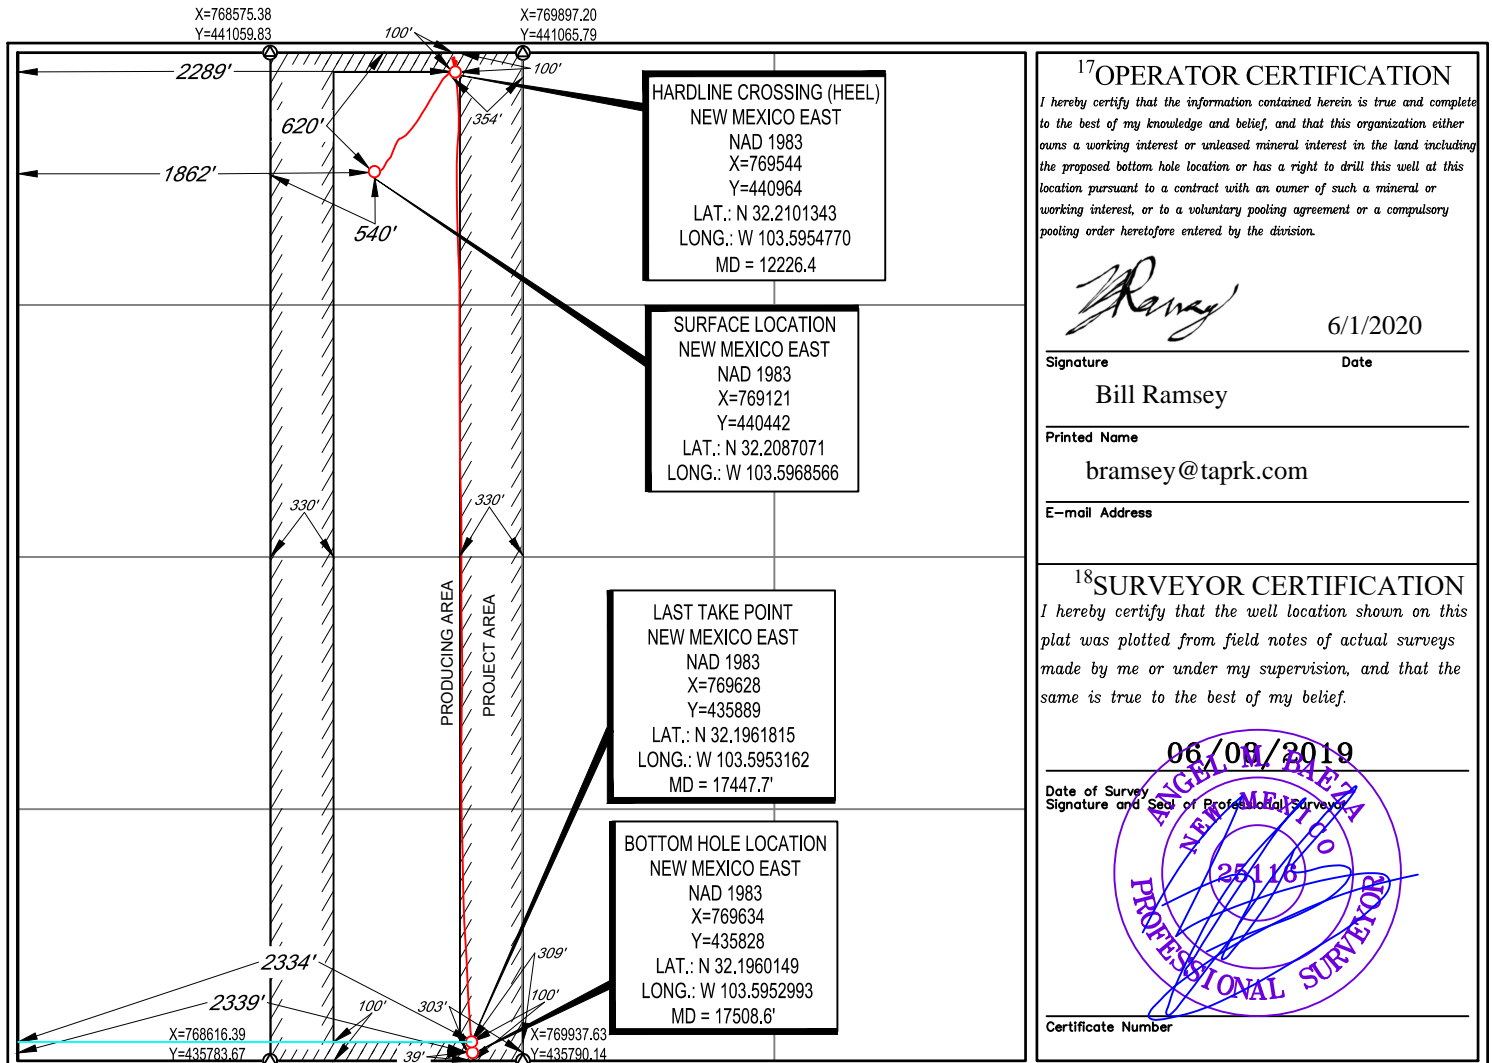 X=768575.38
Y=441059.83
X=769897.20
Y=441065.79
100'
2289'
100'
354'
620'
1862'
540'
HARDLINE CROSSING (HEEL)
NEW MEXICO EAST
NAD 1983
X=769544
Y=440964
LAT.: N 32.2101343
LONG.: W 103.5954770
MD = 12226.4
SURFACE LOCATION
NEW MEXICO EAST
NAD 1983
X=769121
Y=440442
LAT.: N 32.2087071
LONG.: W 103.5968566
330'
330'
PRODUCING AREA
PROJECT AREA
LAST TAKE POINT
NEW MEXICO EAST
NAD 1983
X=769628
Y=435889
LAT.: N 32.1961815
LONG.: W 103.5953162
MD = 17447.7'
BOTTOM HOLE LOCATION
NEW MEXICO EAST
NAD 1983
X=769634
Y=435828
LAT.: N 32.1960149
LONG.: W 103.5952993
MD = 17508.6'
2334'
309'
2339'
100'
303'
100'
X=768616.39
Y=435783.67
39'
X=769937.63
Y=435790.14
17 OPERATOR CERTIFICATION
I hereby certify that the information contained herein is true and complete
to the best of my knowledge and belief, and that this organization either
owns a working interest or unleased mineral interest in the land including
the proposed bottom hole location or has a right to drill this well at this
location pursuant to a contract with an owner of such a mineral or
working interest, or to a voluntary pooling agreement or a compulsory
pooling order heretofore entered by the division.
6/1/2020
Signature Date
Bill Ramsey
Printed Name
bramsey@taprk.com
E-mail Address
18 SURVEYOR CERTIFICATION
I hereby certify that the well location shown on this
plat was plotted from field notes of actual surveys
made by me or under my supervision, and that the
same is true to the best of my belief.
06/08/2019
Date of Survey
Signature and Seal of Professional Surveyor
ANGEL M. BAEZA
NEW MEXICO
25116
PROFESSIONAL SURVEYOR
Certificate Number